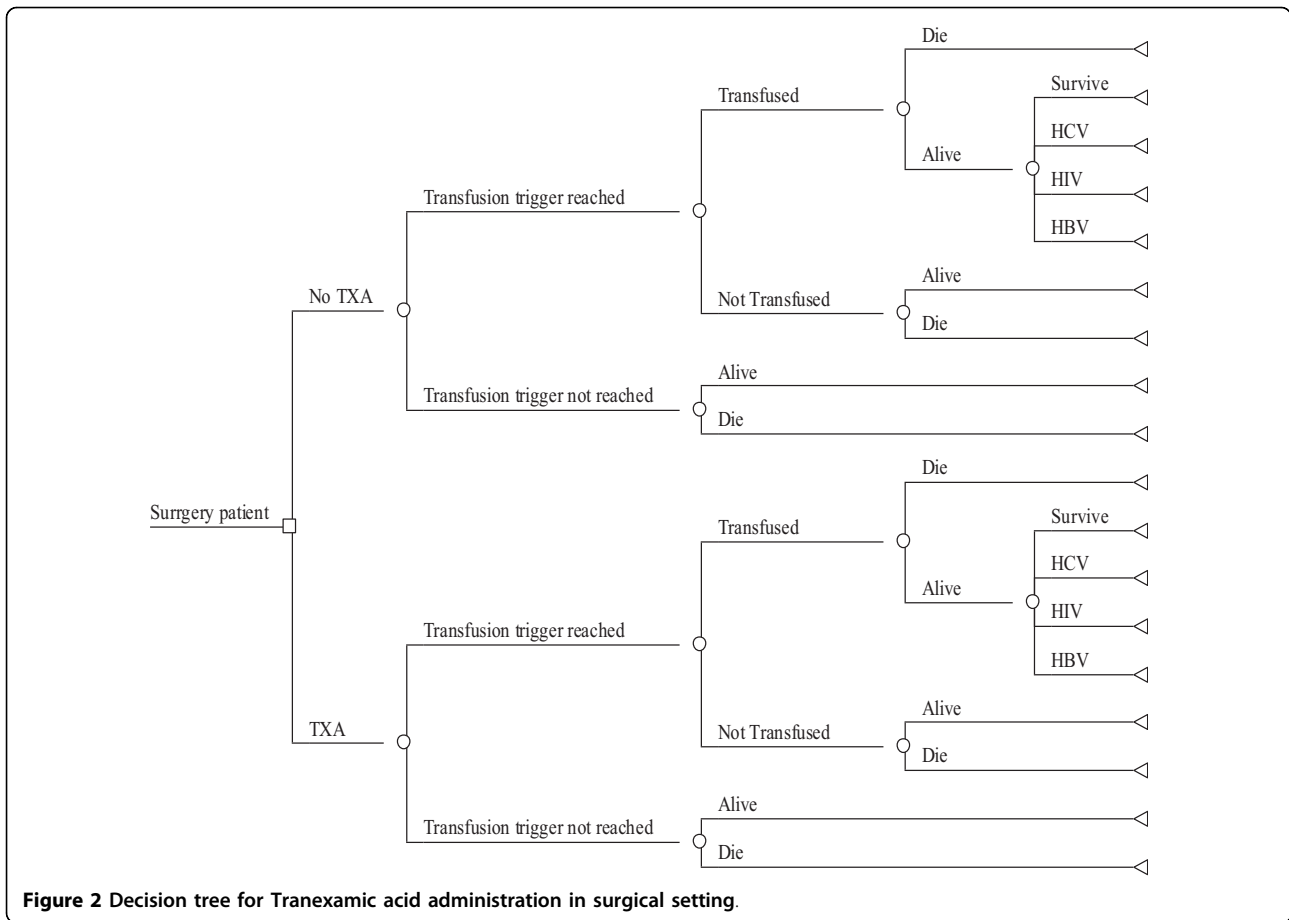 Die
Survive
Transfused
HCV
Alive
HIV
Transfusion trigger reached
HBV
Alive
No TXA
Not Transfused
Die
Alive
Transfusion trigger not reached
Die
Die
Surrgery patient
Survive
Transfused
HCV
Alive
HIV
Transfusion trigger reached
HBV
Alive
TXA
Not Transfused
Die
Alive
Transfusion trigger not reached
Die
Figure 2 Decision tree for Tranexamic acid administration in surgical setting.